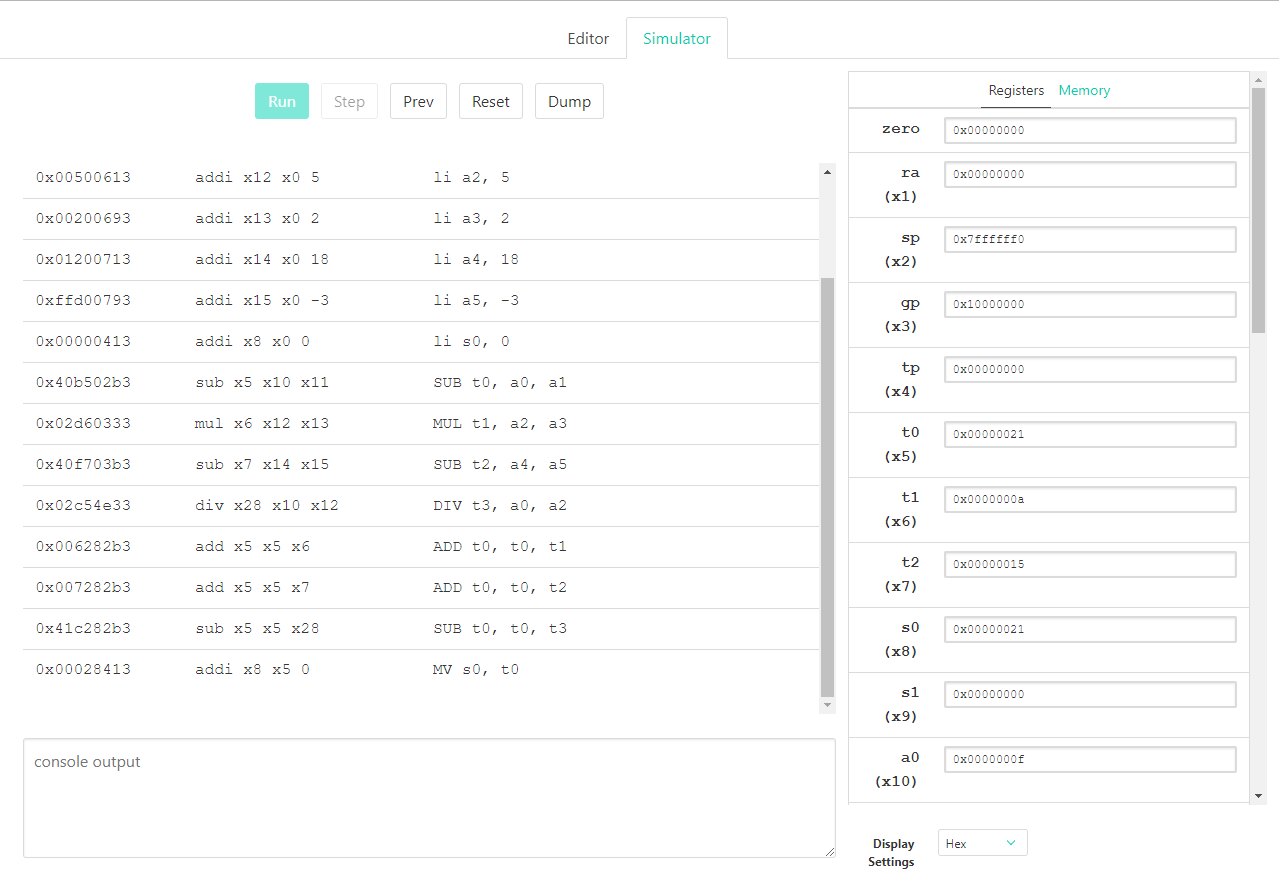 Editor Simulator
Run Step Prev Reset Dump
0x00500613 addi x12 x0 5 li a2, 5
0x00200693 addi x13 x0 2 li a3, 2
0x01200713 addi x14 x0 18 li a4, 18
0xffd00793 addi x15 x0 -3 li a5, -3
0x00000413 addi x8 x0 0 li s0, 0
0x40b502b3 sub x5 x10 x11 SUB t0, a0, a1
0x02d60333 mul x6 x12 x13 MUL t1, a2, a3
0x40f703b3 sub x7 x14 x15 SUB t2, a4, a5
0x02c54e33 div x28 x10 x12 DIV t3, a0, a2
0x006282b3 add x5 x5 x6 ADD t0, t0, t1
0x007282b3 add x5 x5 x7 ADD t0, t0, t2
0x41c282b3 sub x5 x5 x28 SUB t0, t0, t3
0x00028413 addi x8 x5 0 MV s0, t0
console output
Registers Memory
zero 0x00000000
ra 0x00000000
(x1)
sp 0x7ffffff0
(x2)
gp 0x10000000
(x3)
tp 0x00000000
(x4)
t0 0x00000021
(x5)
t1 0x0000000a
(x6)
t2 0x00000015
(x7)
s0 0x00000021
(x8)
s1 0x00000000
(x9)
a0 0x0000000f
(x10)
Display Hex
Settings